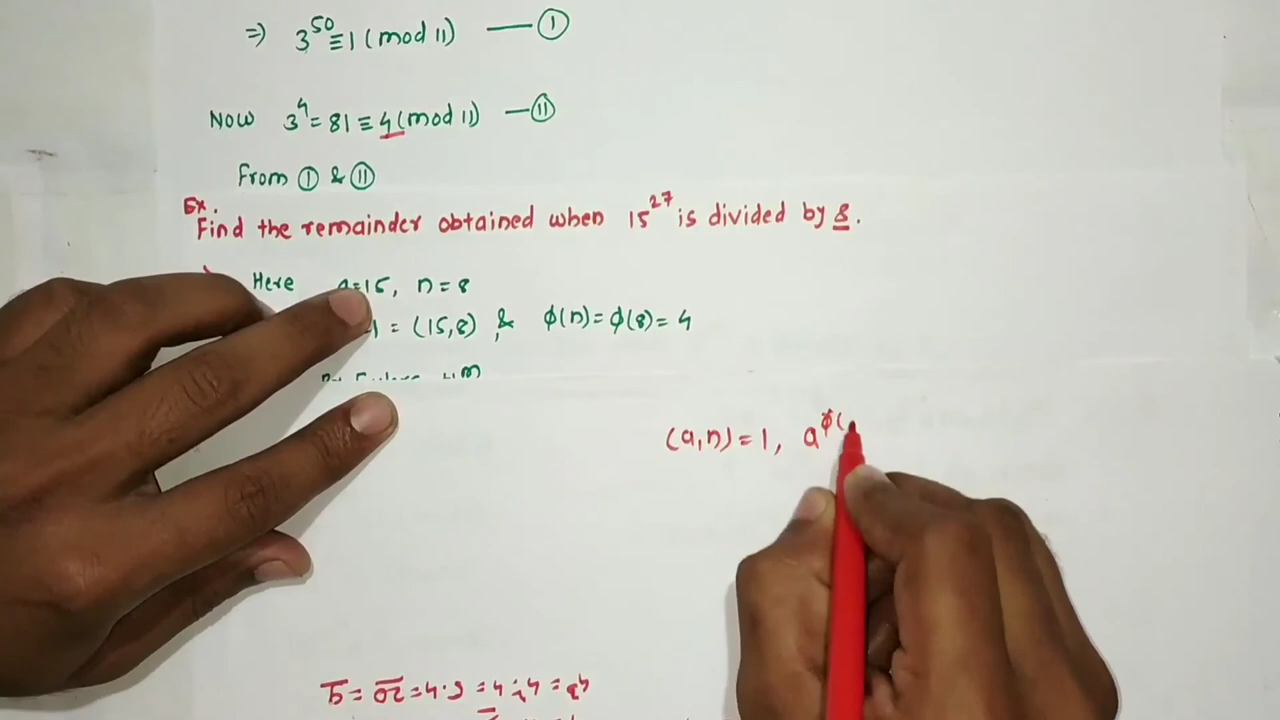 ⇒ 3^50 ≡ 1 (mod 11) — Ⓘ
Now 3^4 = 81 ≡ 4 (mod 11) — ⑪
From Ⓘ & ⑪
Ex.
Find the remainder obtained when 15^27 is divided by 8.
Here a=15, n=8
1 = (15,8) & ϕ(n)=ϕ(8)=4
(a,n)=1, a^ϕ(